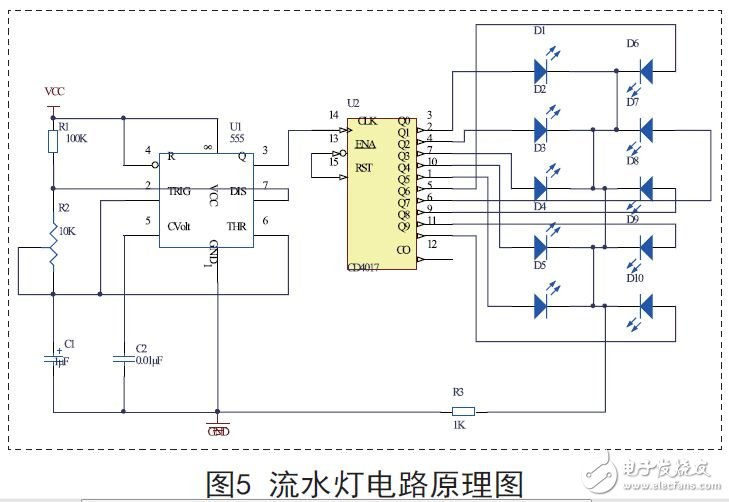 VCC
R1
100K
R2
10K
C1
+
1µF
C2
0.01µF
U1
555
4
R
8
Q
3
2
TRIG
VCC
DIS
7
5
CVolt
THR
6
GND
1
GND
U2
14
CLK
13
ENA
15
RST
CD4017
Q0
3
Q1
2
Q2
4
Q3
7
Q4
10
Q5
1
Q6
5
Q7
6
Q8
9
Q9
11
CO
12
D1
D2
D3
D4
D5
D6
D7
D8
D9
D10
R3
1K
电子发烧友
www.elecfans.com
图5 流水灯电路原理图